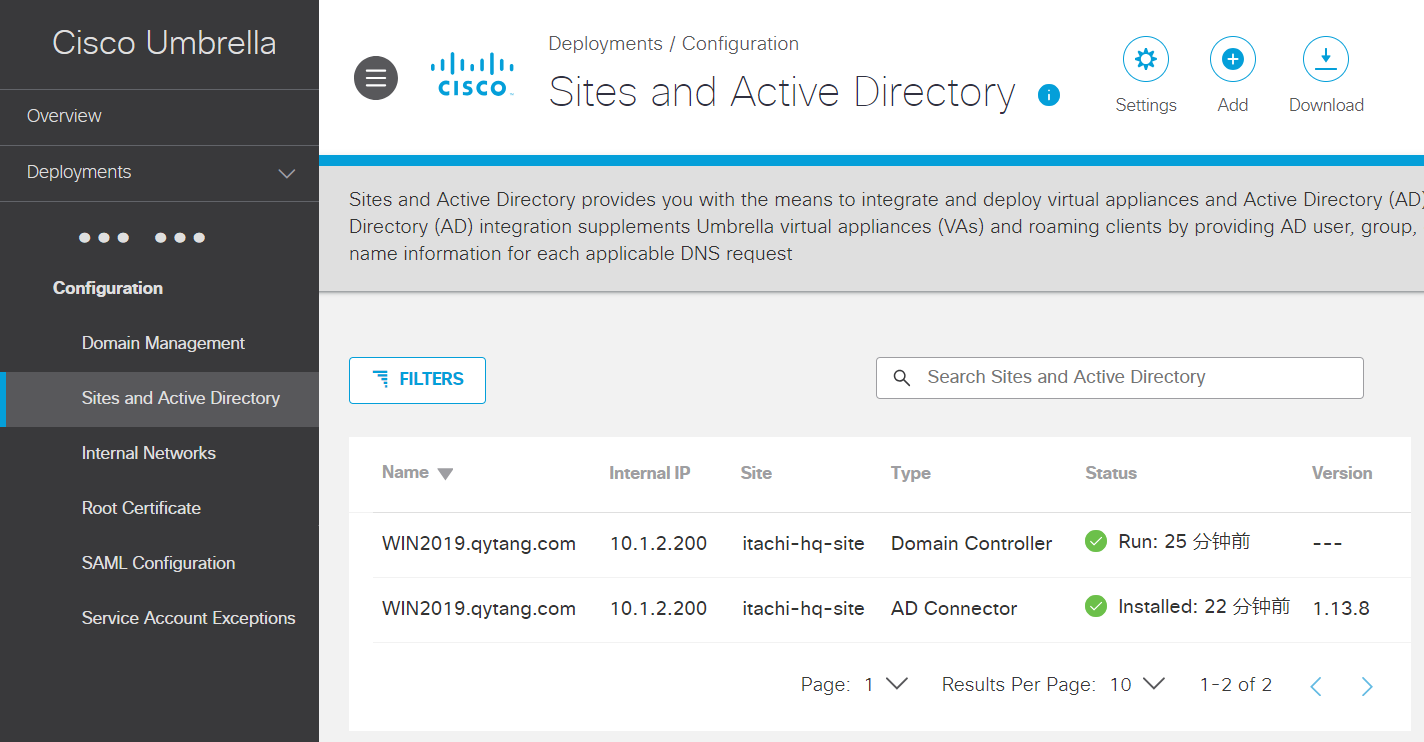 Cisco Umbrella
Overview
Deployments
Configuration
Domain Management
Sites and Active Directory
Internal Networks
Root Certificate
SAML Configuration
Service Account Exceptions
CISCO
Deployments / Configuration
Sites and Active Directory
Settings
Add
Download
Sites and Active Directory provides you with the means to integrate and deploy virtual appliances and Active Directory (AD)
Directory (AD) integration supplements Umbrella virtual appliances (VAs) and roaming clients by providing AD user, group,
name information for each applicable DNS request
FILTERS
Search Sites and Active Directory
Name Internal IP Site Type Status Version
WIN2019.qytang.com 10.1.2.200 itachi-hq-site Domain Controller Run: 25 分钟前 ---
WIN2019.qytang.com 10.1.2.200 itachi-hq-site AD Connector Installed: 22 分钟前 1.13.8
Page: 1 Results Per Page: 10 1-2 of 2